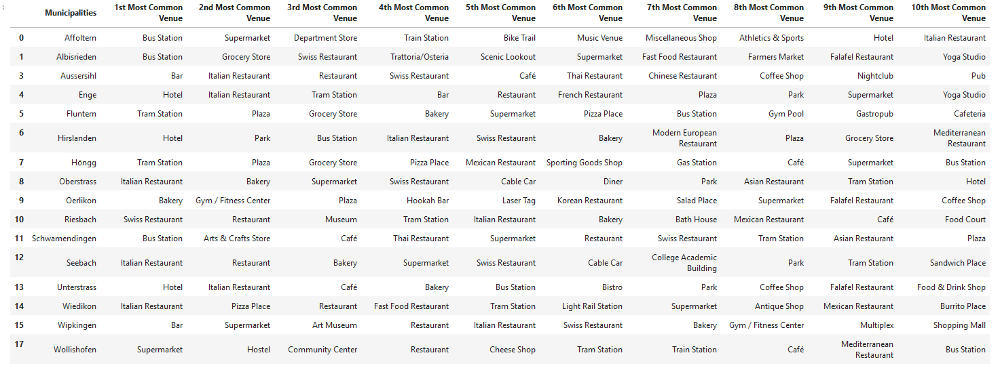 Municipalities 1st Most Common Venue 2nd Most Common Venue 3rd Most Common Venue 4th Most Common Venue 5th Most Common Venue 6th Most Common Venue 7th Most Common Venue 8th Most Common Venue 9th Most Common Venue 10th Most Common Venue
0 Affoltern Bus Station Supermarket Department Store Train Station Bike Trail Music Venue Miscellaneous Shop Athletics & Sports Hotel Italian Restaurant
1 Albisrieden Bus Station Grocery Store Swiss Restaurant Trattoria/Osteria Scenic Lookout Supermarket Fast Food Restaurant Farmers Market Falafel Restaurant Yoga Studio
3 Aussersihl Bar Italian Restaurant Restaurant Swiss Restaurant Café Thai Restaurant Chinese Restaurant Coffee Shop Nightclub Pub
4 Enge Hotel Italian Restaurant Tram Station Bar Restaurant French Restaurant Plaza Park Supermarket Yoga Studio
5 Fluntern Tram Station Plaza Grocery Store Bakery Supermarket Pizza Place Bus Station Gym Pool Gastropub Cafeteria
6 Hirslanden Hotel Park Bus Station Italian Restaurant Swiss Restaurant Bakery Modern European Restaurant Plaza Grocery Store Mediterranean Restaurant
7 Höngg Tram Station Plaza Grocery Store Pizza Place Mexican Restaurant Sporting Goods Shop Gas Station Café Supermarket Bus Station
8 Oberstrass Italian Restaurant Bakery Supermarket Swiss Restaurant Cable Car Diner Park Asian Restaurant Tram Station Hotel
9 Oerlikon Bakery Gym / Fitness Center Plaza Hookah Bar Laser Tag Korean Restaurant Salad Place Supermarket Falafel Restaurant Coffee Shop
10 Riesbach Swiss Restaurant Restaurant Museum Tram Station Italian Restaurant Bakery Bath House Mexican Restaurant Café Food Court
11 Schwamendingen Bus Station Arts & Crafts Store Café Thai Restaurant Supermarket Restaurant Swiss Restaurant Tram Station Asian Restaurant Plaza
12 Seebach Italian Restaurant Restaurant Bakery Supermarket Swiss Restaurant Cable Car College Academic Building Park Tram Station Sandwich Place
13 Unterstrass Hotel Italian Restaurant Café Bakery Bus Station Bistro Park Coffee Shop Falafel Restaurant Food & Drink Shop
14 Wiedikon Italian Restaurant Pizza Place Restaurant Fast Food Restaurant Tram Station Light Rail Station Supermarket Antique Shop Mexican Restaurant Burrito Place
15 Wipkingen Bar Supermarket Art Museum Restaurant Italian Restaurant Swiss Restaurant Bakery Gym / Fitness Center Multiplex Shopping Mall
17 Wollishofen Supermarket Hostel Community Center Restaurant Cheese Shop Tram Station Train Station Café Mediterranean Restaurant Bus Station